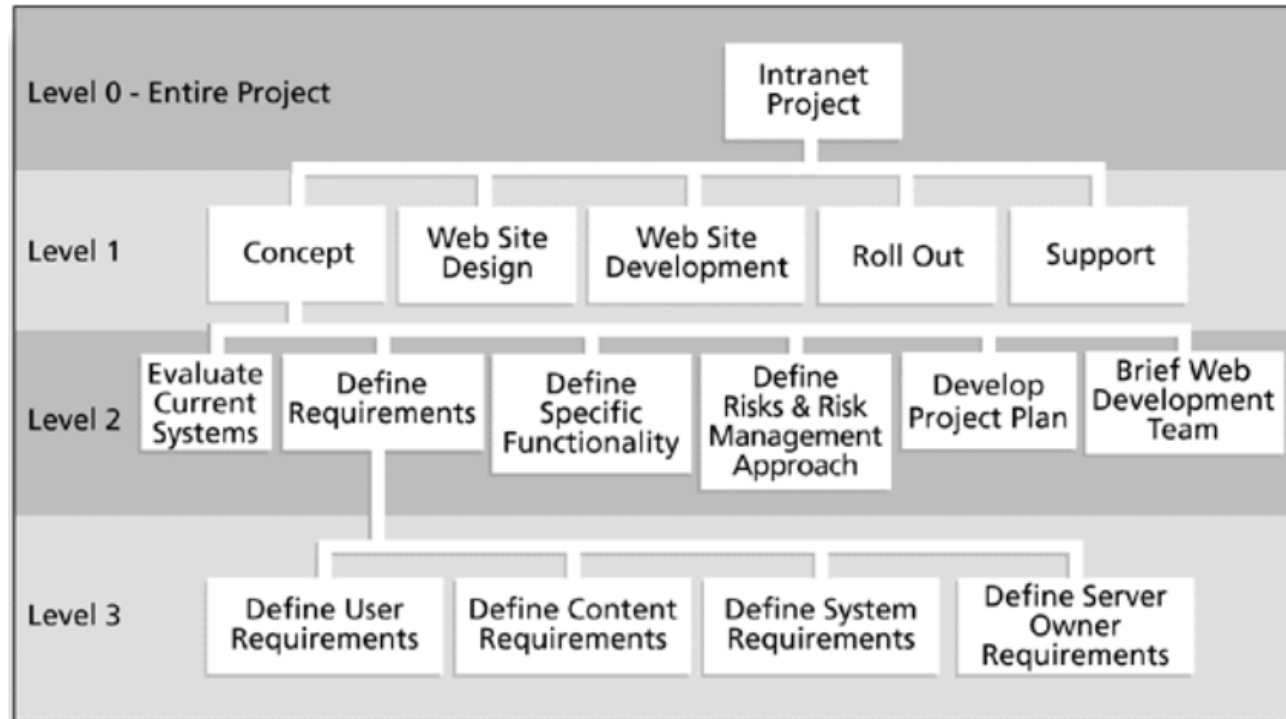 Level 0 - Entire Project
Intranet
Project
Level 1
Concept
Web Site
Design
Web Site
Development
Roll Out
Support
Level 2
Evaluate
Current
Systems
Define
Requirements
Define
Specific
Functionality
Define
Risks & Risk
Management
Approach
Develop
Project Plan
Brief Web
Development
Team
Level 3
Define User
Requirements
Define Content
Requirements
Define System
Requirements
Define Server
Owner
Requirements